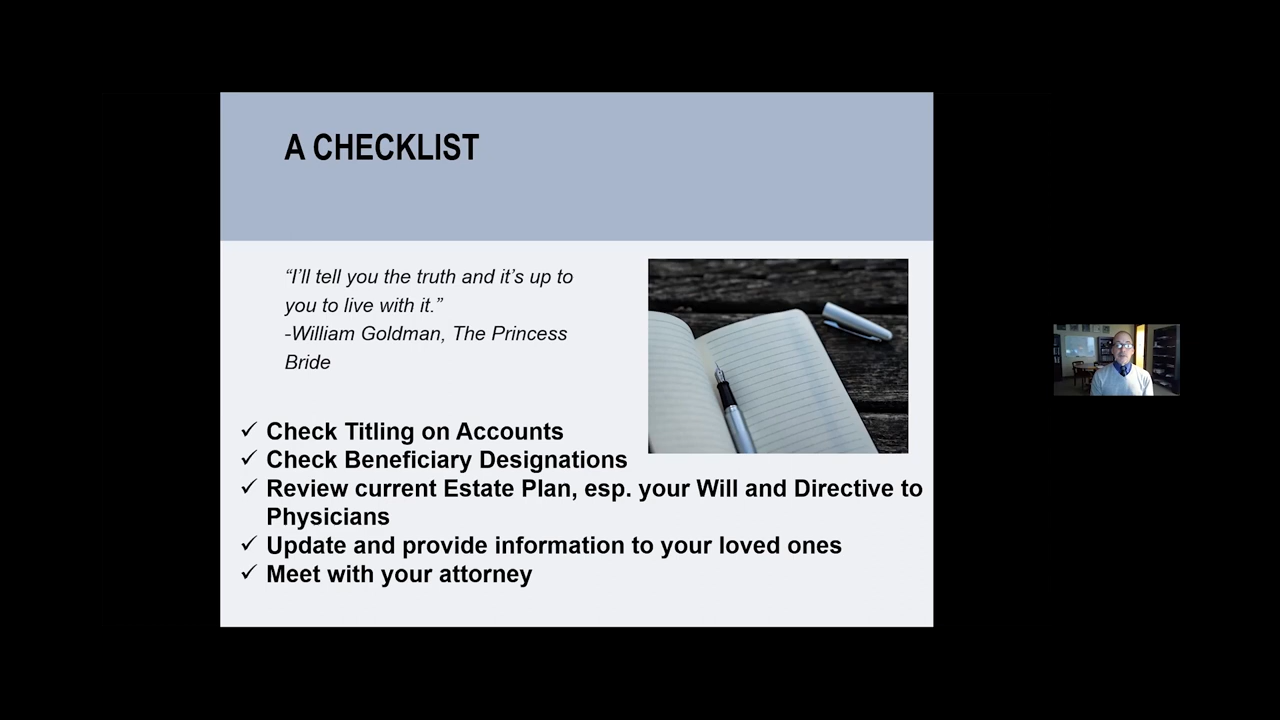 A CHECKLIST
“I’ll tell you the truth and it’s up to
you to live with it.”
-William Goldman, The Princess
Bride
✓ Check Titling on Accounts
✓ Check Beneficiary Designations
✓ Review current Estate Plan, esp. your Will and Directive to
Physicians
✓ Update and provide information to your loved ones
✓ Meet with your attorney